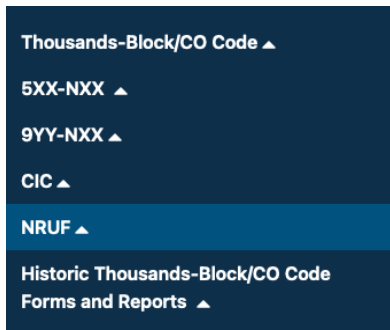 Thousands-Block/CO Code
5XX-NXX
9YY-NXX
CIC
NRUF
Historic Thousands-Block/CO Code
Forms and Reports